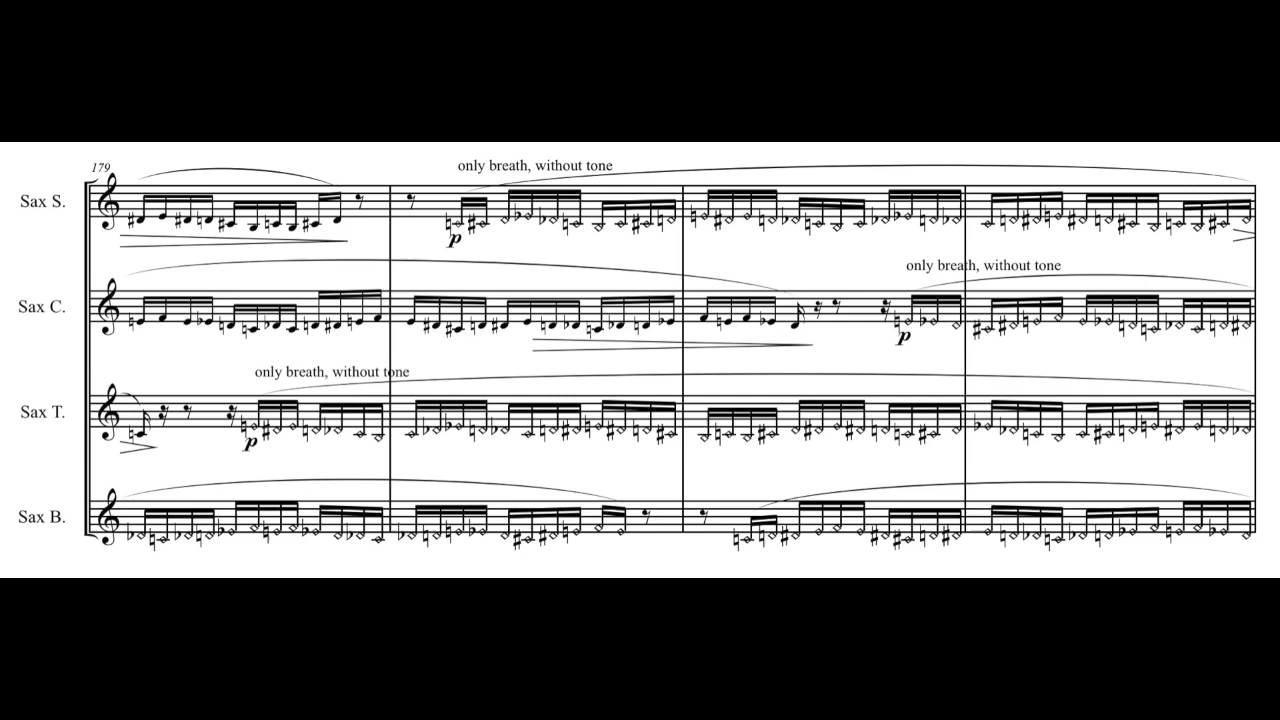 179
only breath, without tone
Sax S.
p
only breath, without tone
Sax C.
p
only breath, without tone
Sax T.
p
Sax B.